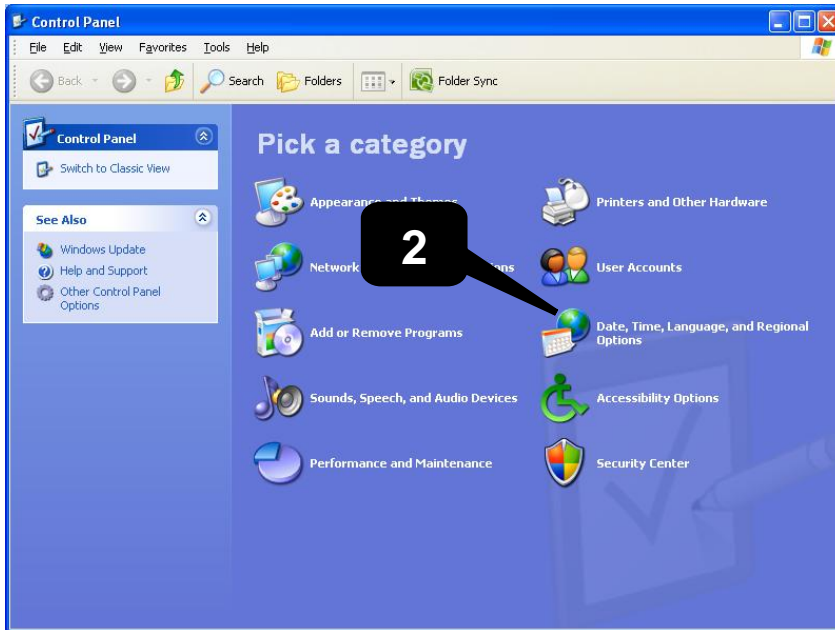 Control Panel
File Edit View Favorites Tools Help
Back Search Folders Folder Sync
Control Panel
Switch to Classic View
See Also
Windows Update
Help and Support
Other Control Panel
Options
Pick a category
Appearance and Themes
Printers and Other Hardware
2
Network
User Accounts
Add or Remove Programs
Date, Time, Language, and Regional
Options
Sounds, Speech, and Audio Devices
Accessibility Options
Performance and Maintenance
Security Center